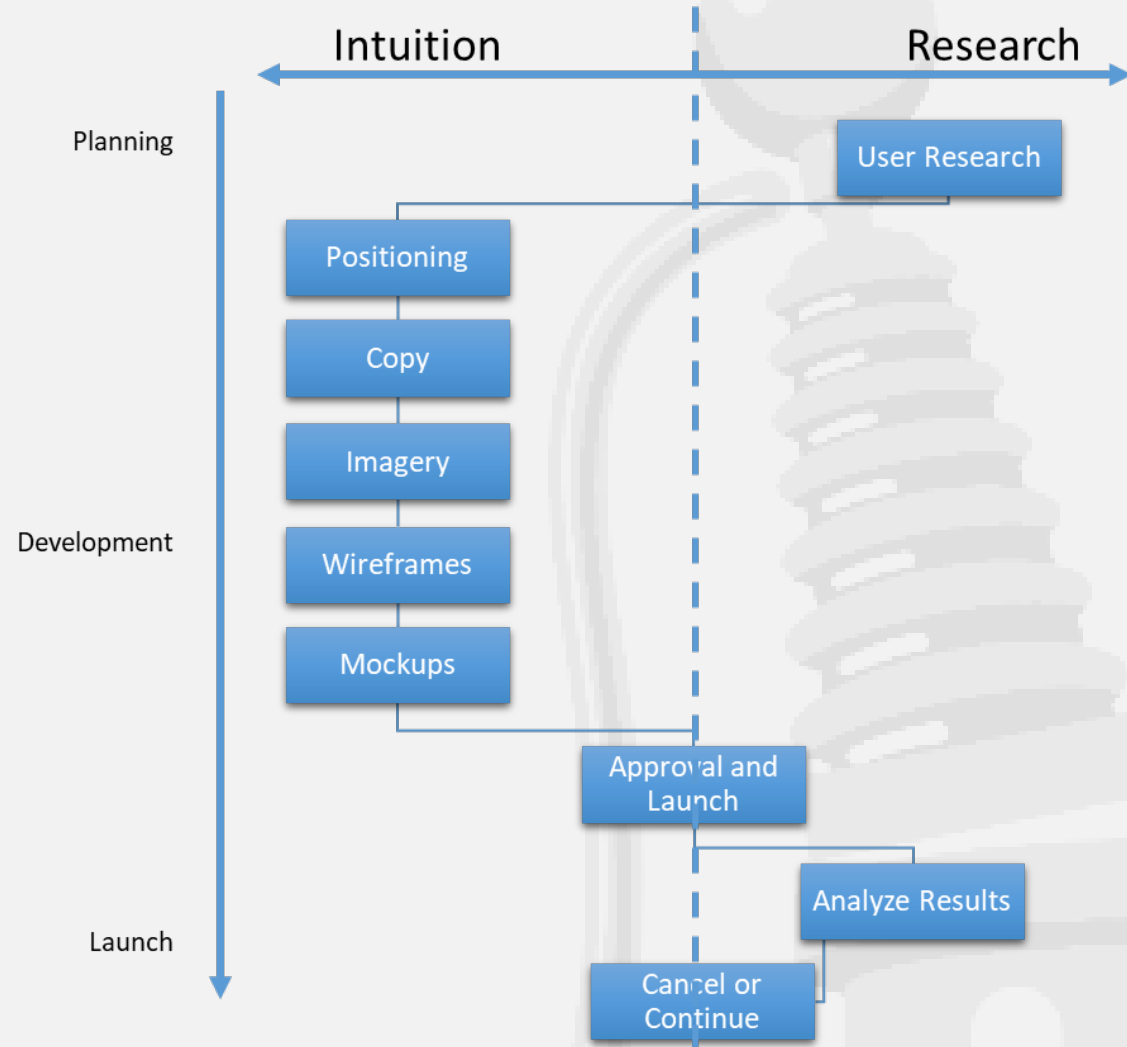 Intuition
Research
Planning
User Research
Positioning
Copy
Imagery
Development
Wireframes
Mockups
Approval and
Launch
Analyze Results
Launch
Cancel or
Continue